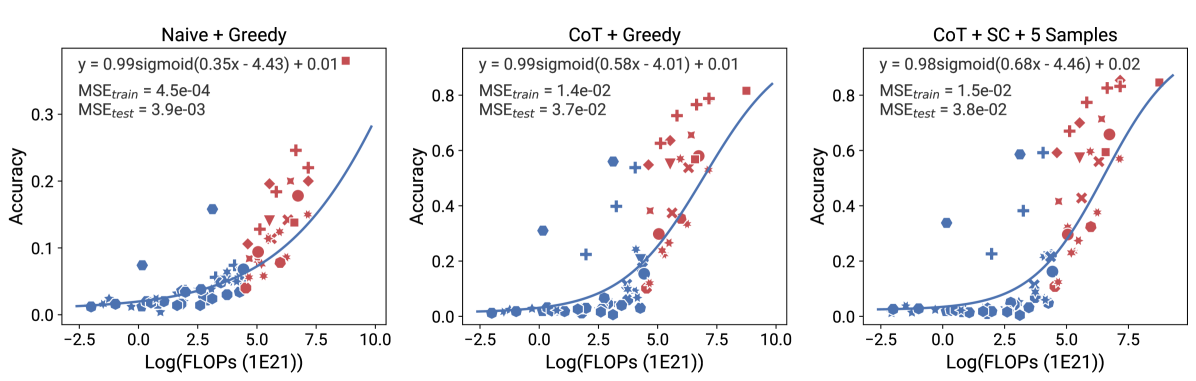 Naive + Greedy
y = 0.99sigmoid(0.35x - 4.43) + 0.01
MSEtrain = 4.5e-04
MSEtest = 3.9e-03
Accuracy
0.3
0.2
0.1
0.0
−2.5 0.0 2.5 5.0 7.5 10.0
Log(FLOPs (1E21))
CoT + Greedy
y = 0.99sigmoid(0.58x - 4.01) + 0.01
MSEtrain = 1.4e-02
MSEtest = 3.7e-02
Accuracy
0.8
0.6
0.4
0.2
0.0
−2.5 0.0 2.5 5.0 7.5 10.0
Log(FLOPs (1E21))
CoT + SC + 5 Samples
y = 0.98sigmoid(0.68x - 4.46) + 0.02
MSEtrain = 1.5e-02
MSEtest = 3.8e-02
Accuracy
0.8
0.6
0.4
0.2
0.0
−2.5 0.0 2.5 5.0 7.5
Log(FLOPs (1E21))